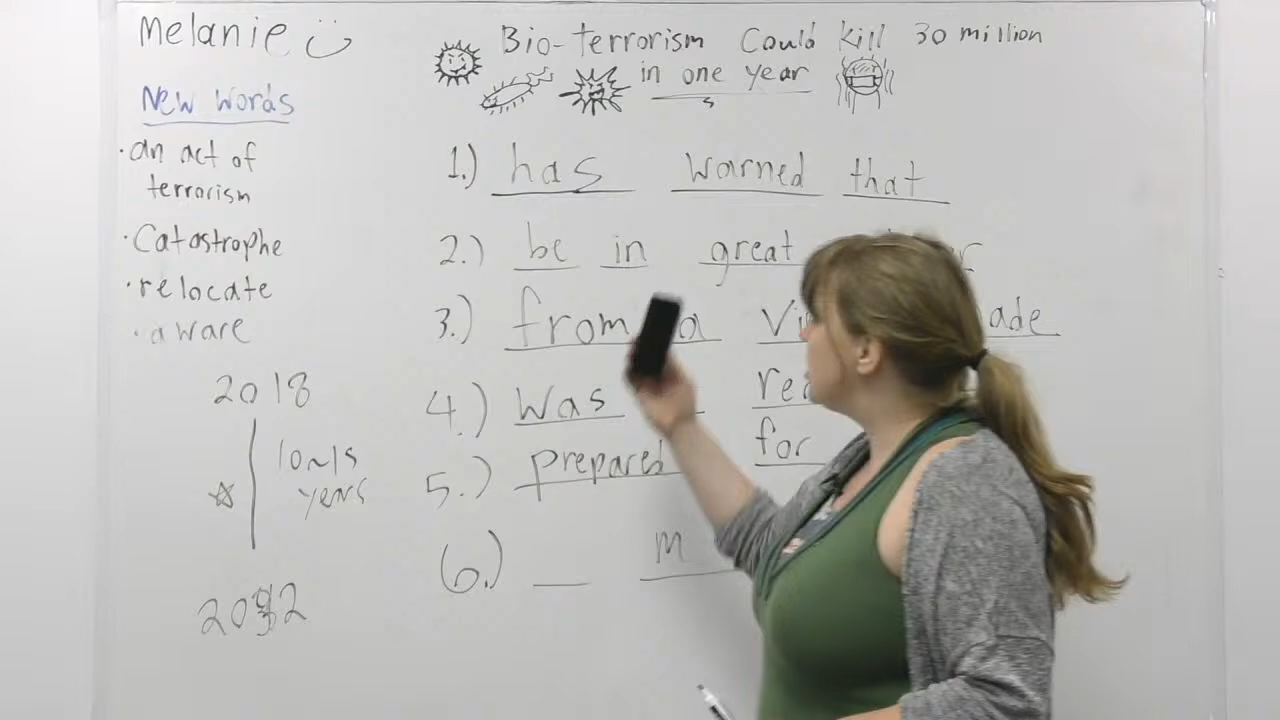 Melanie
Bio-terrorism Could kill 30 million
in one year
New words
• an act of
terrorism
• Catastrophe
• relocate
• aware
2018
10~15
years
1.) has warned that
2.) be in great
3.) from a
4.) was
for
5.) prepared
6.) m